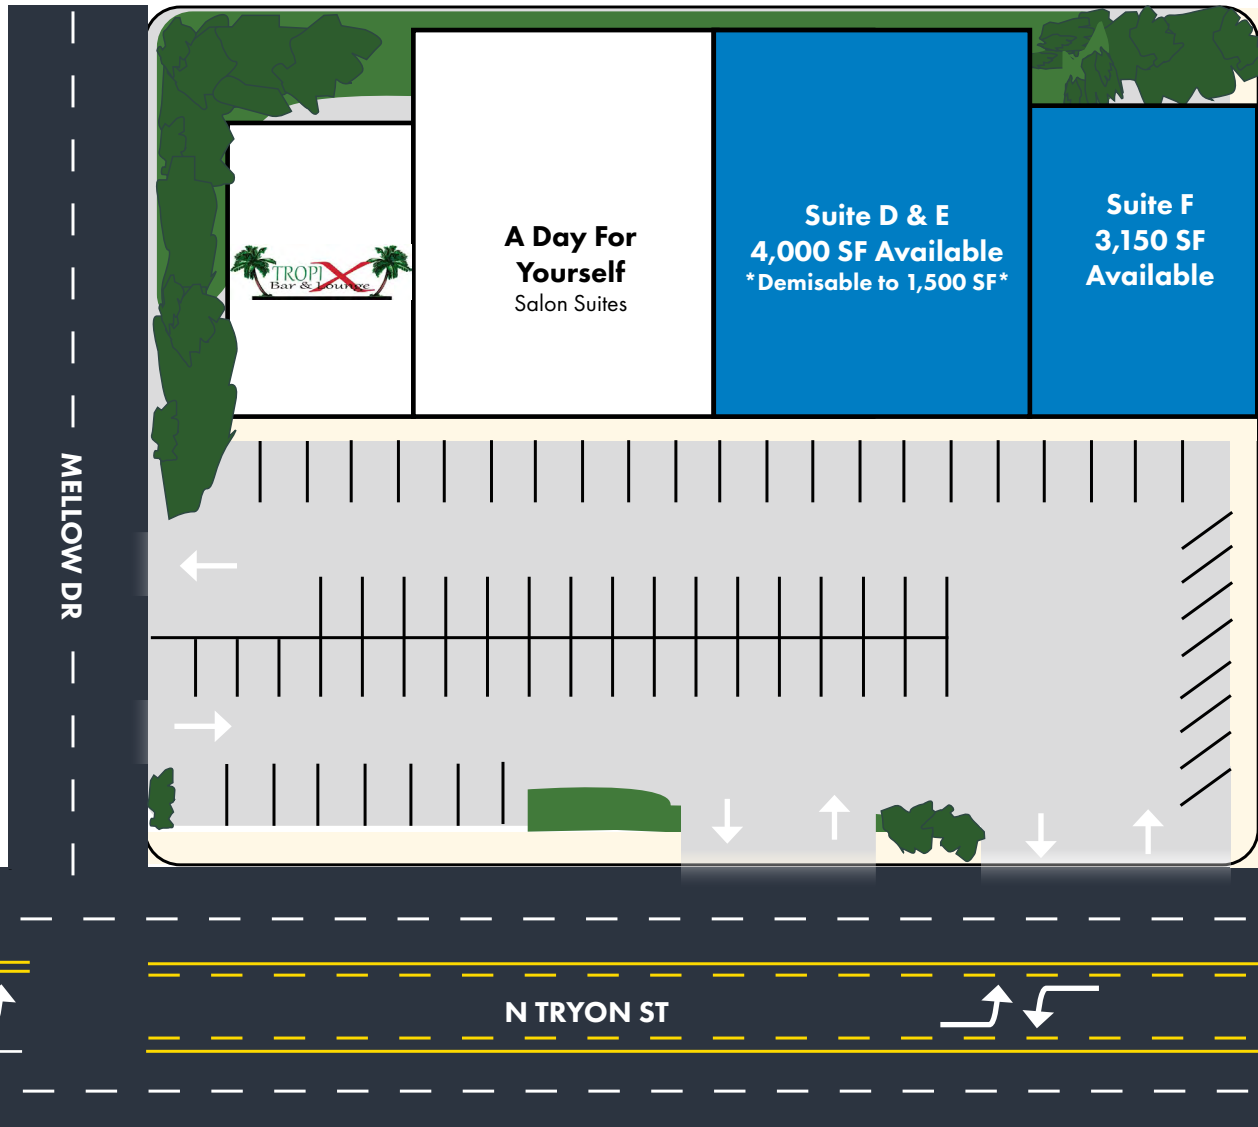 TROPI X
Bar & Lounge
A Day For
Yourself
Salon Suites
Suite D & E
4,000 SF Available
*Demisable to 1,500 SF*
Suite F
3,150 SF
Available
MELLOW DR
N TRYON ST